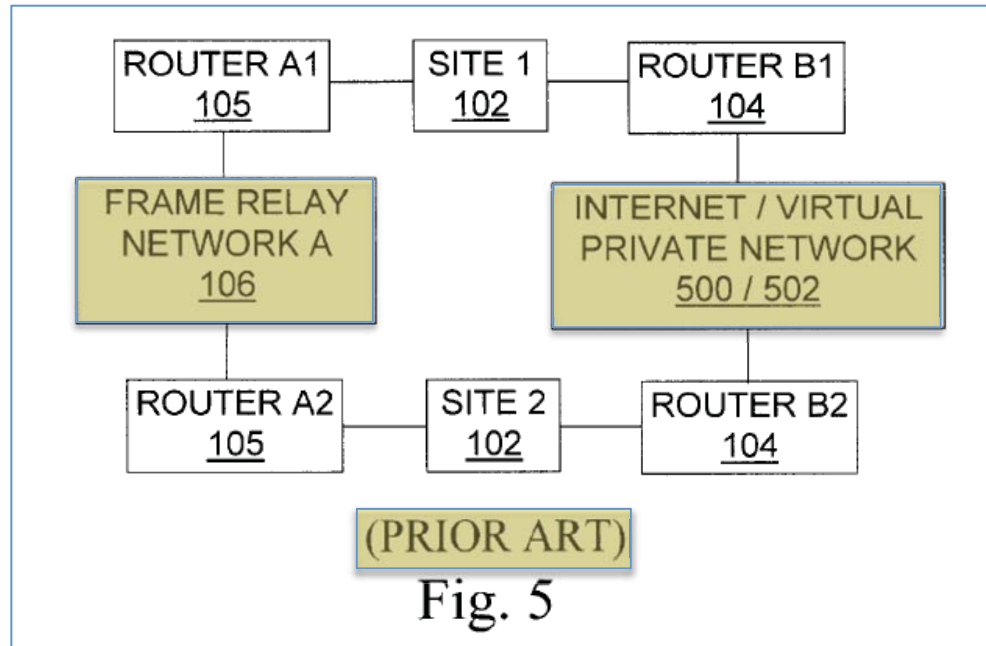 ROUTER A1
105
SITE 1
102
ROUTER B1
104
FRAME RELAY
NETWORK A
106
INTERNET / VIRTUAL
PRIVATE NETWORK
500 / 502
ROUTER A2
105
SITE 2
102
ROUTER B2
104
(PRIOR ART)
Fig. 5